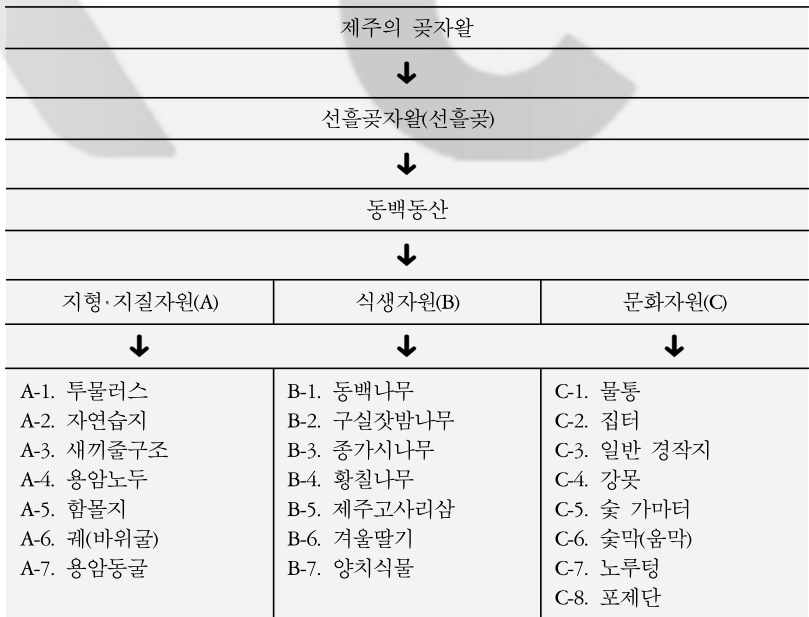 제주의 곶자왈
선흘곶자왈(선흘곶)
동백동산
지형·지질자원(A)
식생자원(B)
문화자원(C)
A-1. 투물러스
A-2. 자연습지
A-3. 새끼줄구조
A-4. 용암노두
A-5. 함몰지
A-6. 궤(바위굴)
A-7. 용암동굴
B-1. 동백나무
B-2. 구실잣밤나무
B-3. 종가시나무
B-4. 황칠나무
B-5. 제주고사리삼
B-6. 겨울딸기
B-7. 양치식물
C-1. 물통
C-2. 집터
C-3. 일반 경작지
C-4. 강못
C-5. 숯 가마터
C-6. 숯막(움막)
C-7. 노루텅
C-8. 포제단